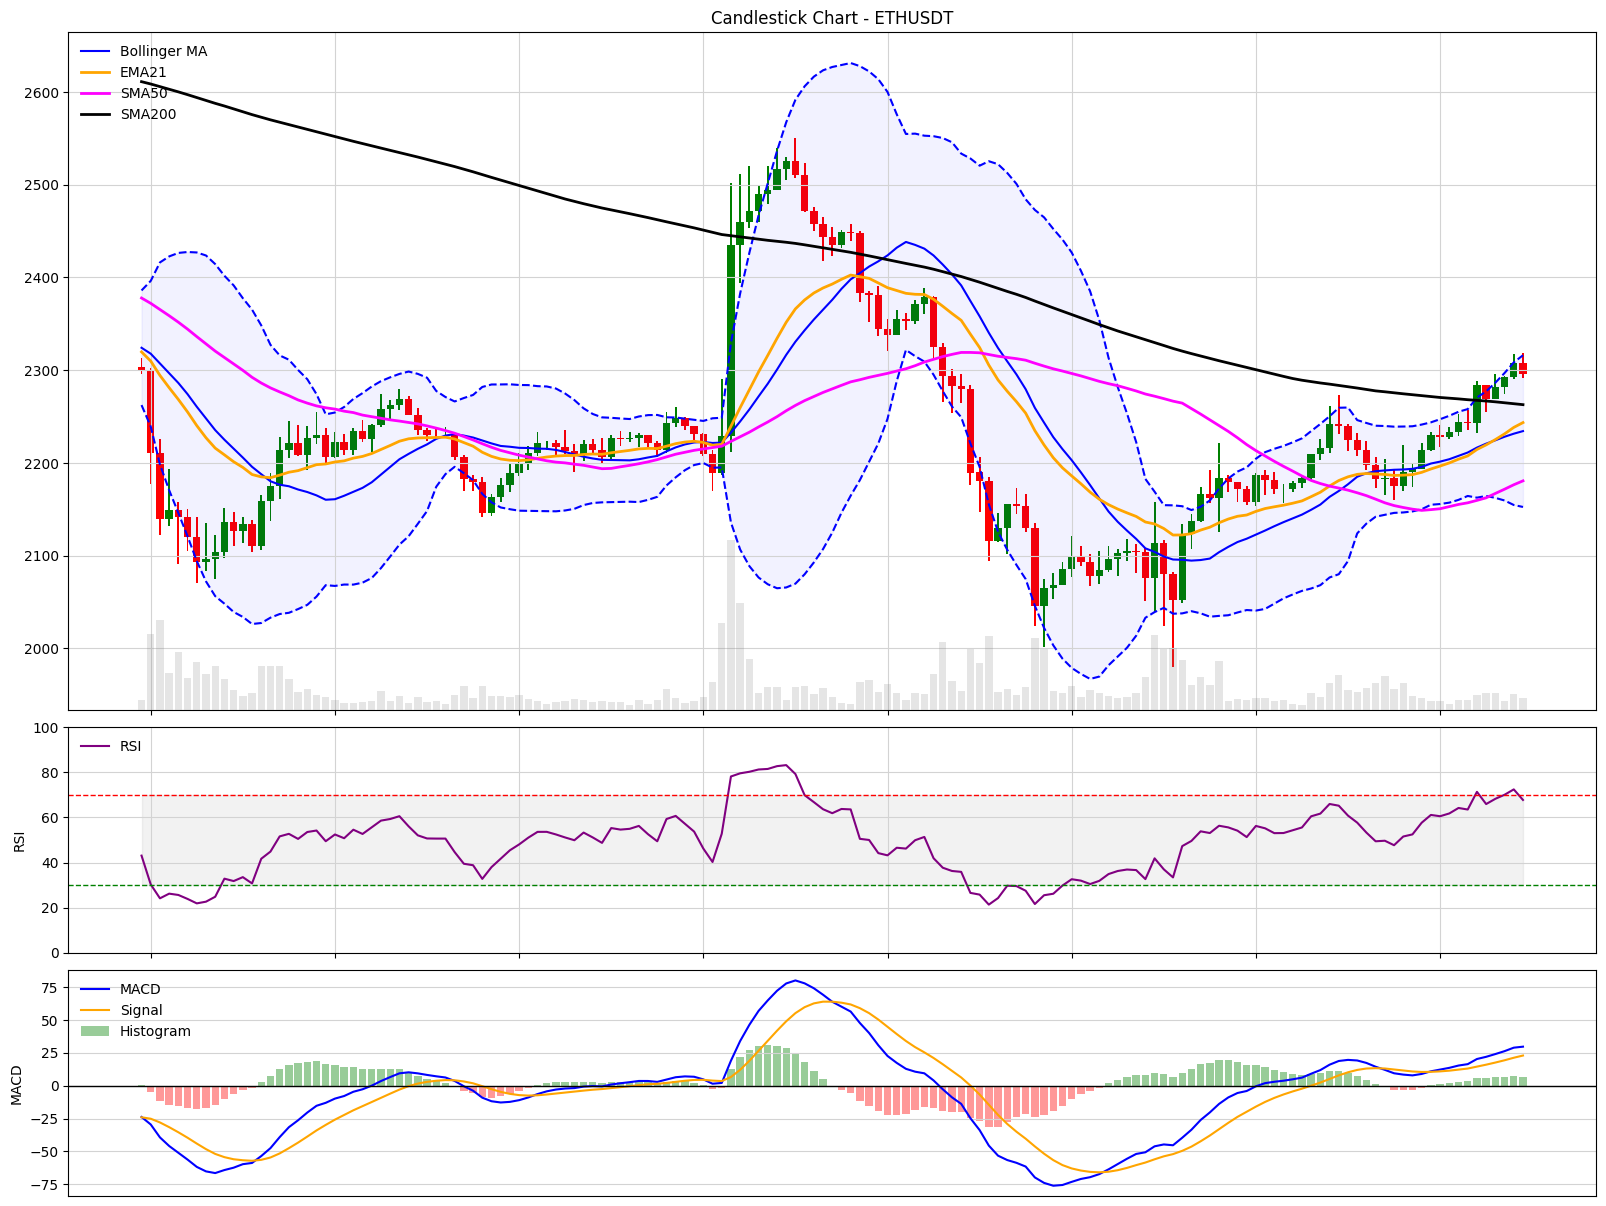 Candlestick Chart - ETHUSDT
Bollinger MA
EMA21
SMA50
SMA200
2600
2500
2400
2300
2200
2100
2000
100
80
60
40
20
0
RSI
RSI
75
50
25
0
−25
−50
−75
MACD
MACD
Signal
Histogram